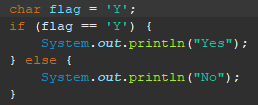 char flag = 'Y';
if (flag == 'Y') {
    System.out.println("Yes");
} else {
    System.out.println("No");
}